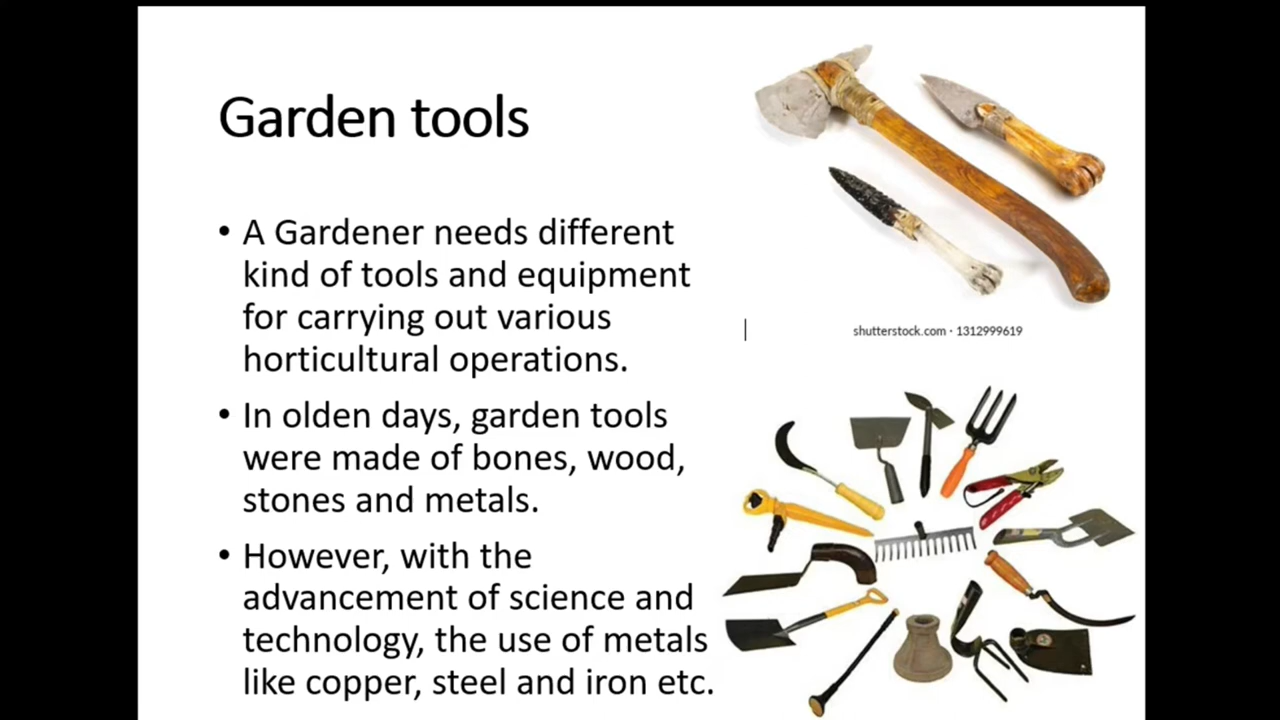 Garden tools
• A Gardener needs different
kind of tools and equipment
for carrying out various
horticultural operations.
• In olden days, garden tools
were made of bones, wood,
stones and metals.
• However, with the
advancement of science and
technology, the use of metals
like copper, steel and iron etc.
shutterstock.com · 1312999619